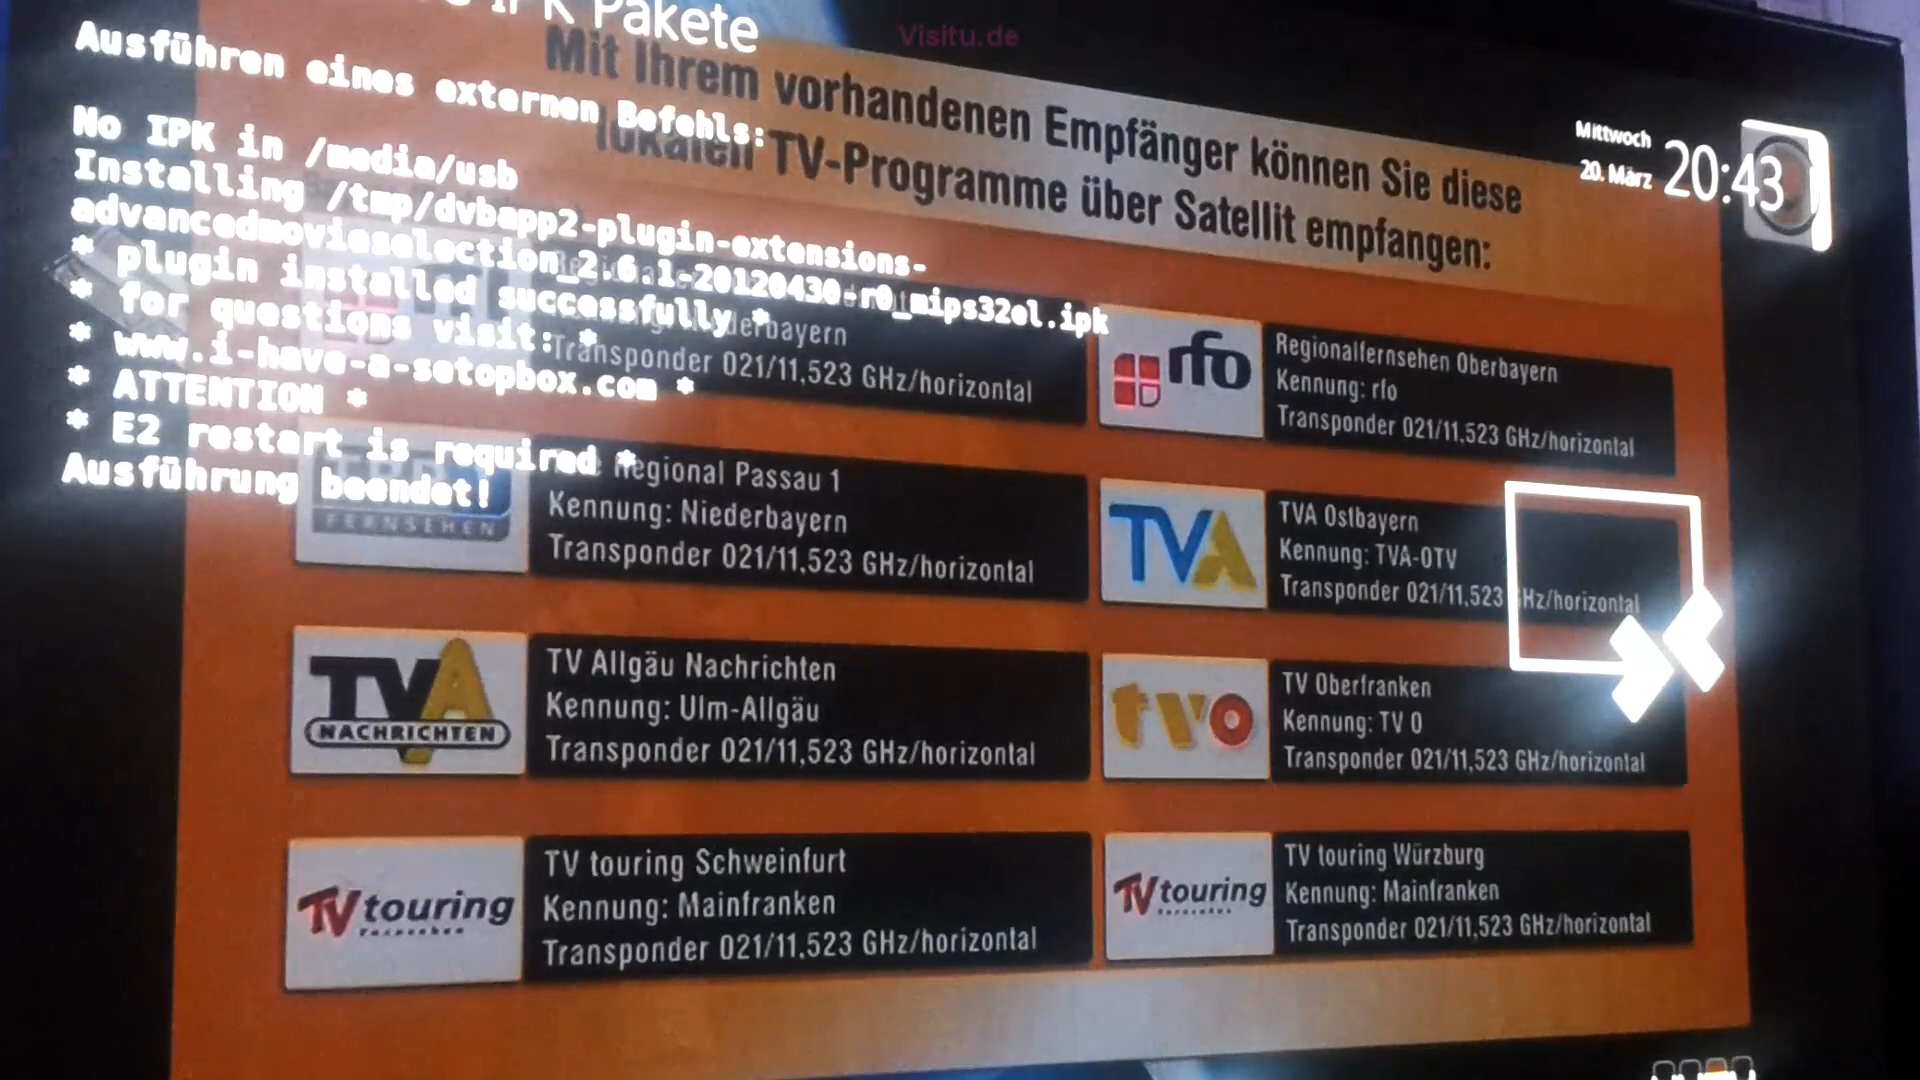 IPK Pakete
Visitu.de
Ausführen eines externen Befehls:
No IPK in /media/usb
Installing /tmp/dvbapp2-plugin-extensions-
advancedmovieselection_2.6.1-20120430-r0_mips32el.ipk
* plugin installed successfully *
* for questions visit: *
* www.i-have-a-setopbox.com *
* ATTENTION *
* E2 restart is required *
Ausführung beendet!
Mittwoch
20. März
20:43
Mit Ihrem vorhandenen Empfänger können Sie diese
lokalen TV-Programme über Satellit empfangen:
Transponder 021/11,523 GHz/horizontal
rfo
Regionalfernsehen Oberbayern
Kennung: rfo
Transponder 021/11,523 GHz/horizontal
FERNSEHEN
Regional Passau 1
Kennung: Niederbayern
Transponder 021/11,523 GHz/horizontal
TVA
TVA Ostbayern
Kennung: TVA-OTV
Transponder 021/11,523 GHz/horizontal
TVA
NACHRICHTEN
TV Allgäu Nachrichten
Kennung: Ulm-Allgäu
Transponder 021/11,523 GHz/horizontal
tvo
TV Oberfranken
Kennung: TV O
Transponder 021/11,523 GHz/horizontal
TV touring
Fernsehen
TV touring Schweinfurt
Kennung: Mainfranken
Transponder 021/11,523 GHz/horizontal
TV touring
Fernsehen
TV touring Würzburg
Kennung: Mainfranken
Transponder 021/11,523 GHz/horizontal